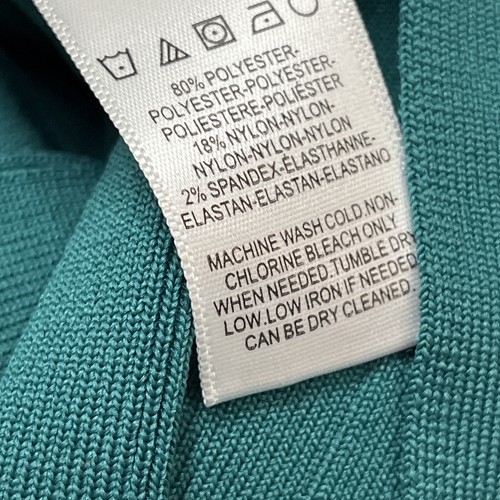 80% POLYESTER-
POLYESTER-POLYESTER-
POLIESTERE-POLIÉSTER
18% NYLON-NYLON-
NYLON-NYLON-NYLON
2% SPANDEX-ÉLASTHANNE-
ELASTAN-ELASTAN-ELASTANO
MACHINE WASH COLD.NON-
CHLORINE BLEACH ONLY
WHEN NEEDED.TUMBLE DRY
LOW.LOW IRON IF NEEDED
CAN BE DRY CLEANED.